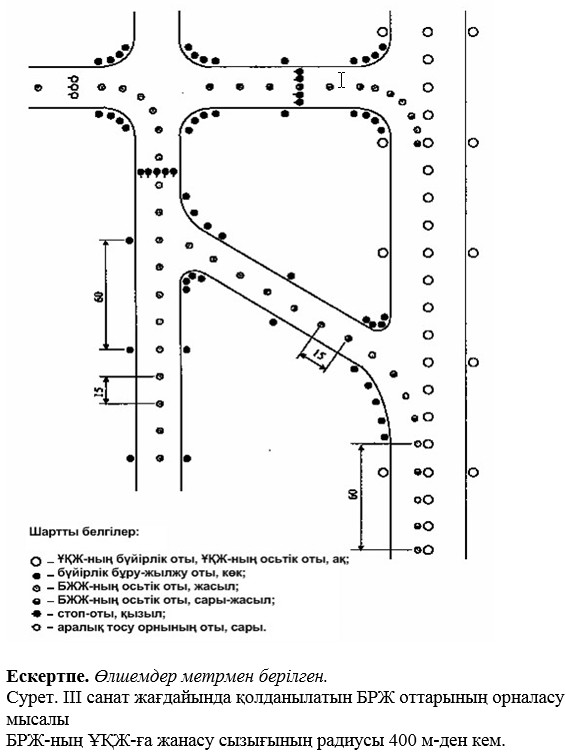 60
15
15
60
Шартты белгілер:
– ҰҚЖ-ның бүйірлік оты, ҰҚЖ-ның осьтік оты, ақ;
– бүйірлік бұру-жылжу оты, көк;
– БЖЖ-ның осьтік оты, жасыл;
– БЖЖ-ның осьтік оты, сары-жасыл;
– стоп-оты, қызыл;
– аралық тосу орнының оты, сары.
Ескертпе. Өлшемдер метрмен берілген.
Сурет. III санат жағдайында қолданылатын БРЖ оттарының орналасу
мысалы
БРЖ-ның ҰҚЖ-ға жанасу сызығының радиусы 400 м-ден кем.